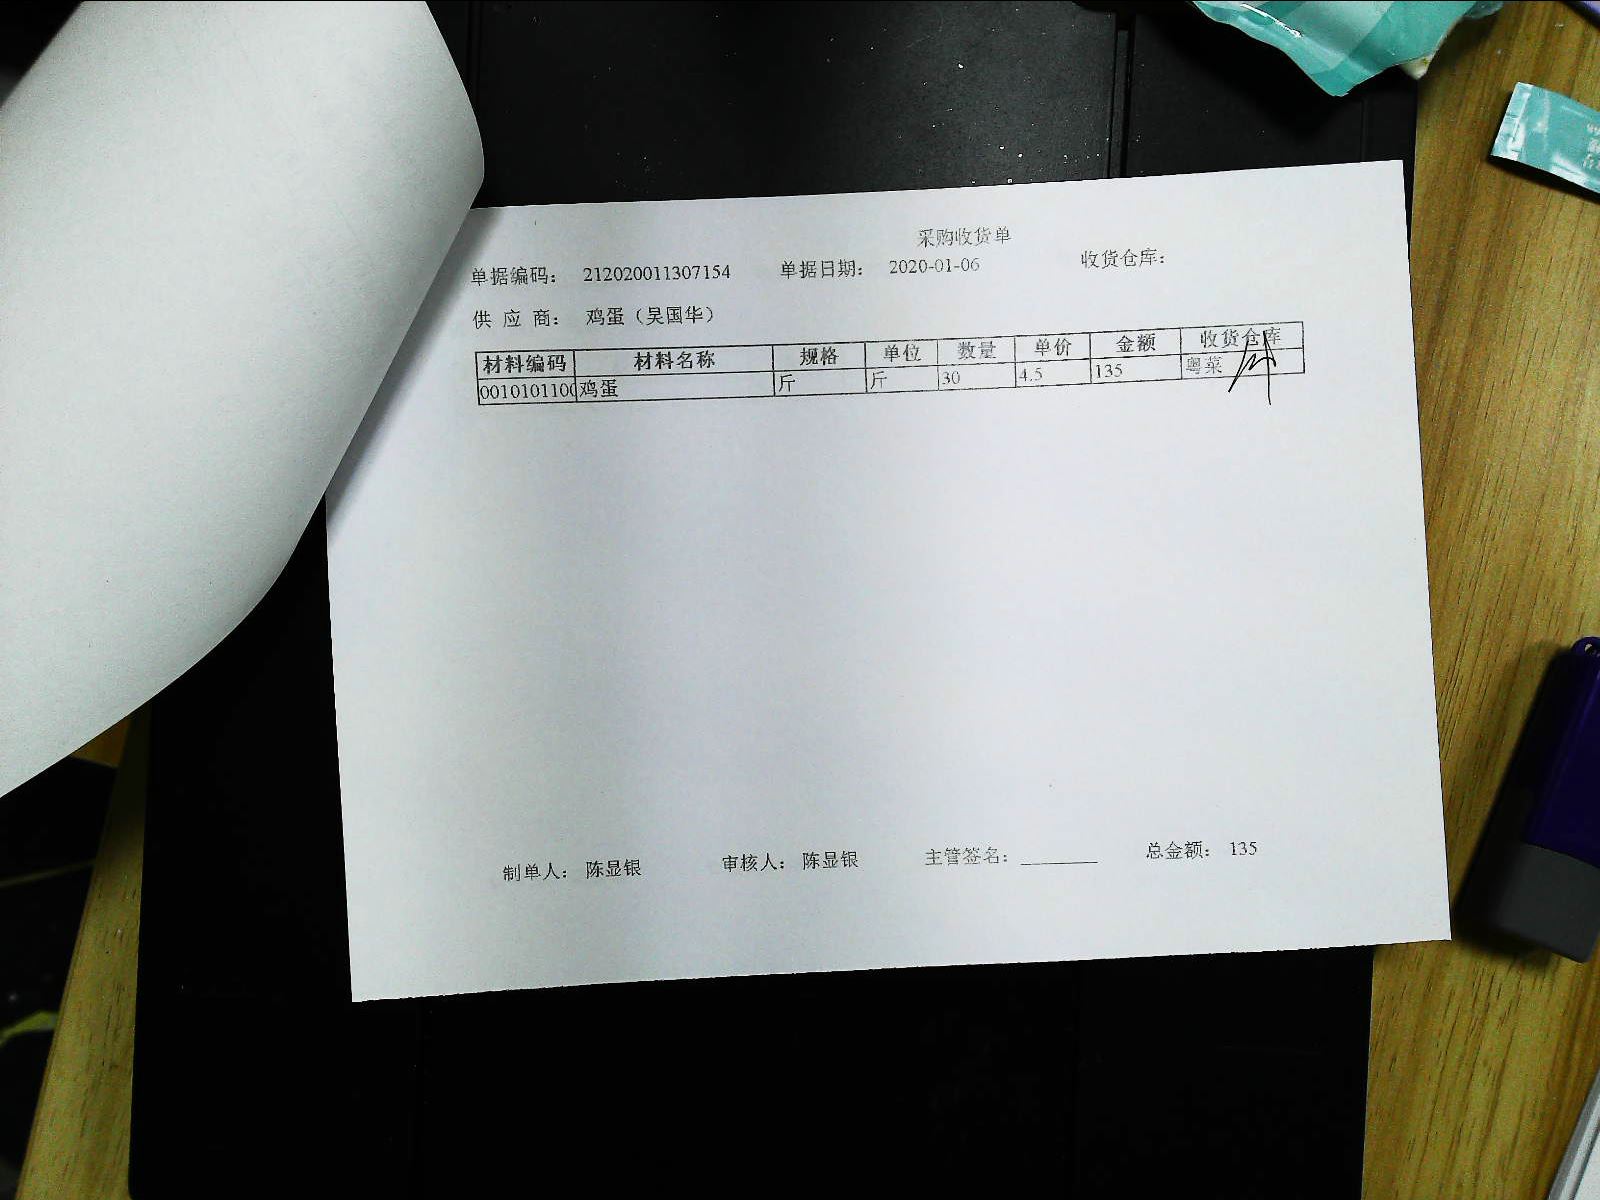 采购收货单
单据编码： 212020011307154 单据日期： 2020-01-06 收货仓库：
供 应 商： 鸡蛋（吴国华）
材料编码 材料名称 规格 单位 数量 单价 金额 收货仓库
0010101100 鸡蛋 斤 斤 30 4.5 135 粤菜
制单人： 陈显银 审核人： 陈显银 主管签名：________ 总金额： 135